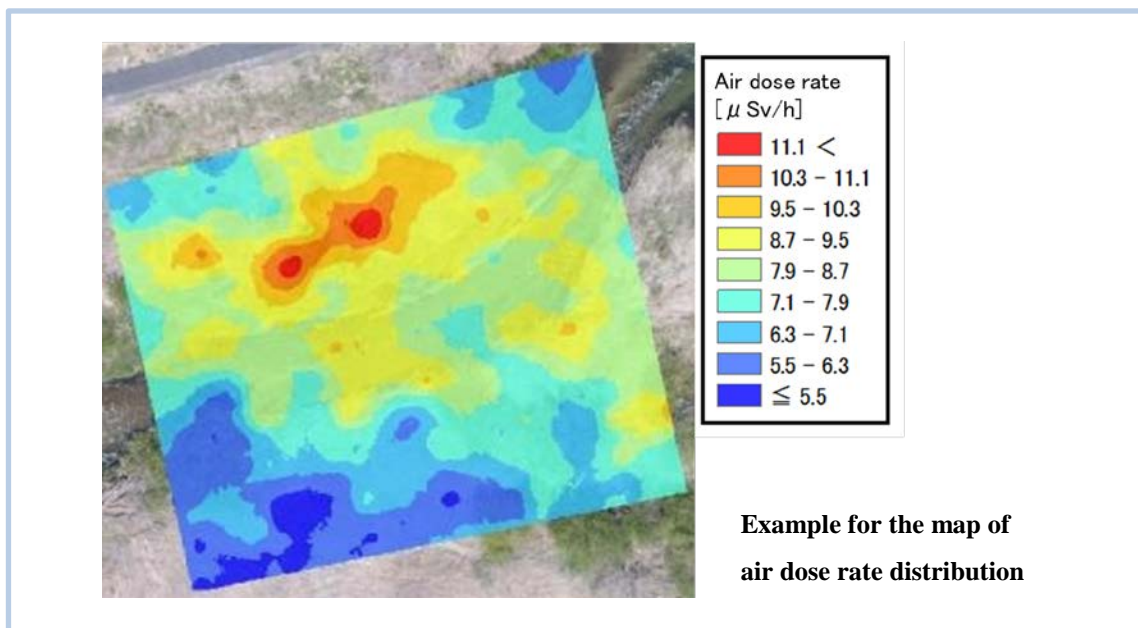 Air dose rate
[μSv/h]
11.1 <
10.3 - 11.1
9.5 - 10.3
8.7 - 9.5
7.9 - 8.7
7.1 - 7.9
6.3 - 7.1
5.5 - 6.3
≦ 5.5
Example for the map of
air dose rate distribution